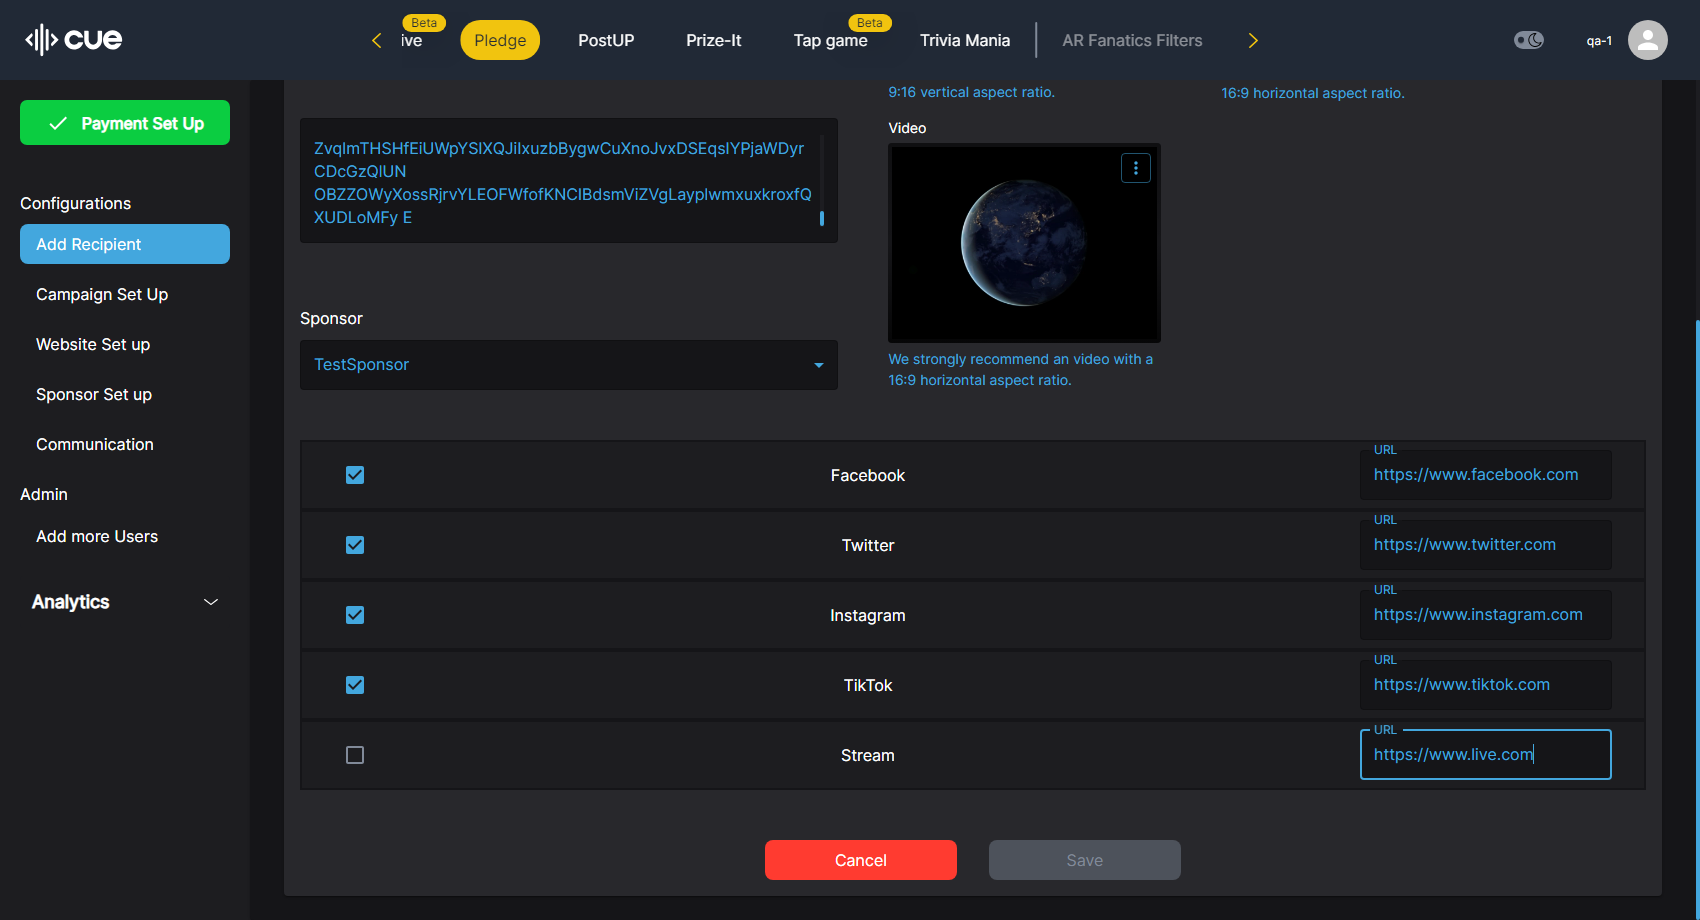 cue
Beta
ive
Pledge
PostUP
Prize-It
Beta
Tap game
Trivia Mania
AR Fanatics Filters
qa-1
Payment Set Up
Configurations
Add Recipient
Campaign Set Up
Website Set up
Sponsor Set up
Communication
Admin
Add more Users
Analytics
9:16 vertical aspect ratio.
16:9 horizontal aspect ratio.
CDcGzQlUN
XUDLoMFy E
Video
We strongly recommend an video with a
16:9 horizontal aspect ratio.
Sponsor
TestSponsor
Facebook
URL
https://www.facebook.com
Twitter
URL
https://www.twitter.com
Instagram
URL
https://www.instagram.com
TikTok
URL
https://www.tiktok.com
Stream
URL
https://www.live.com
Cancel
Save